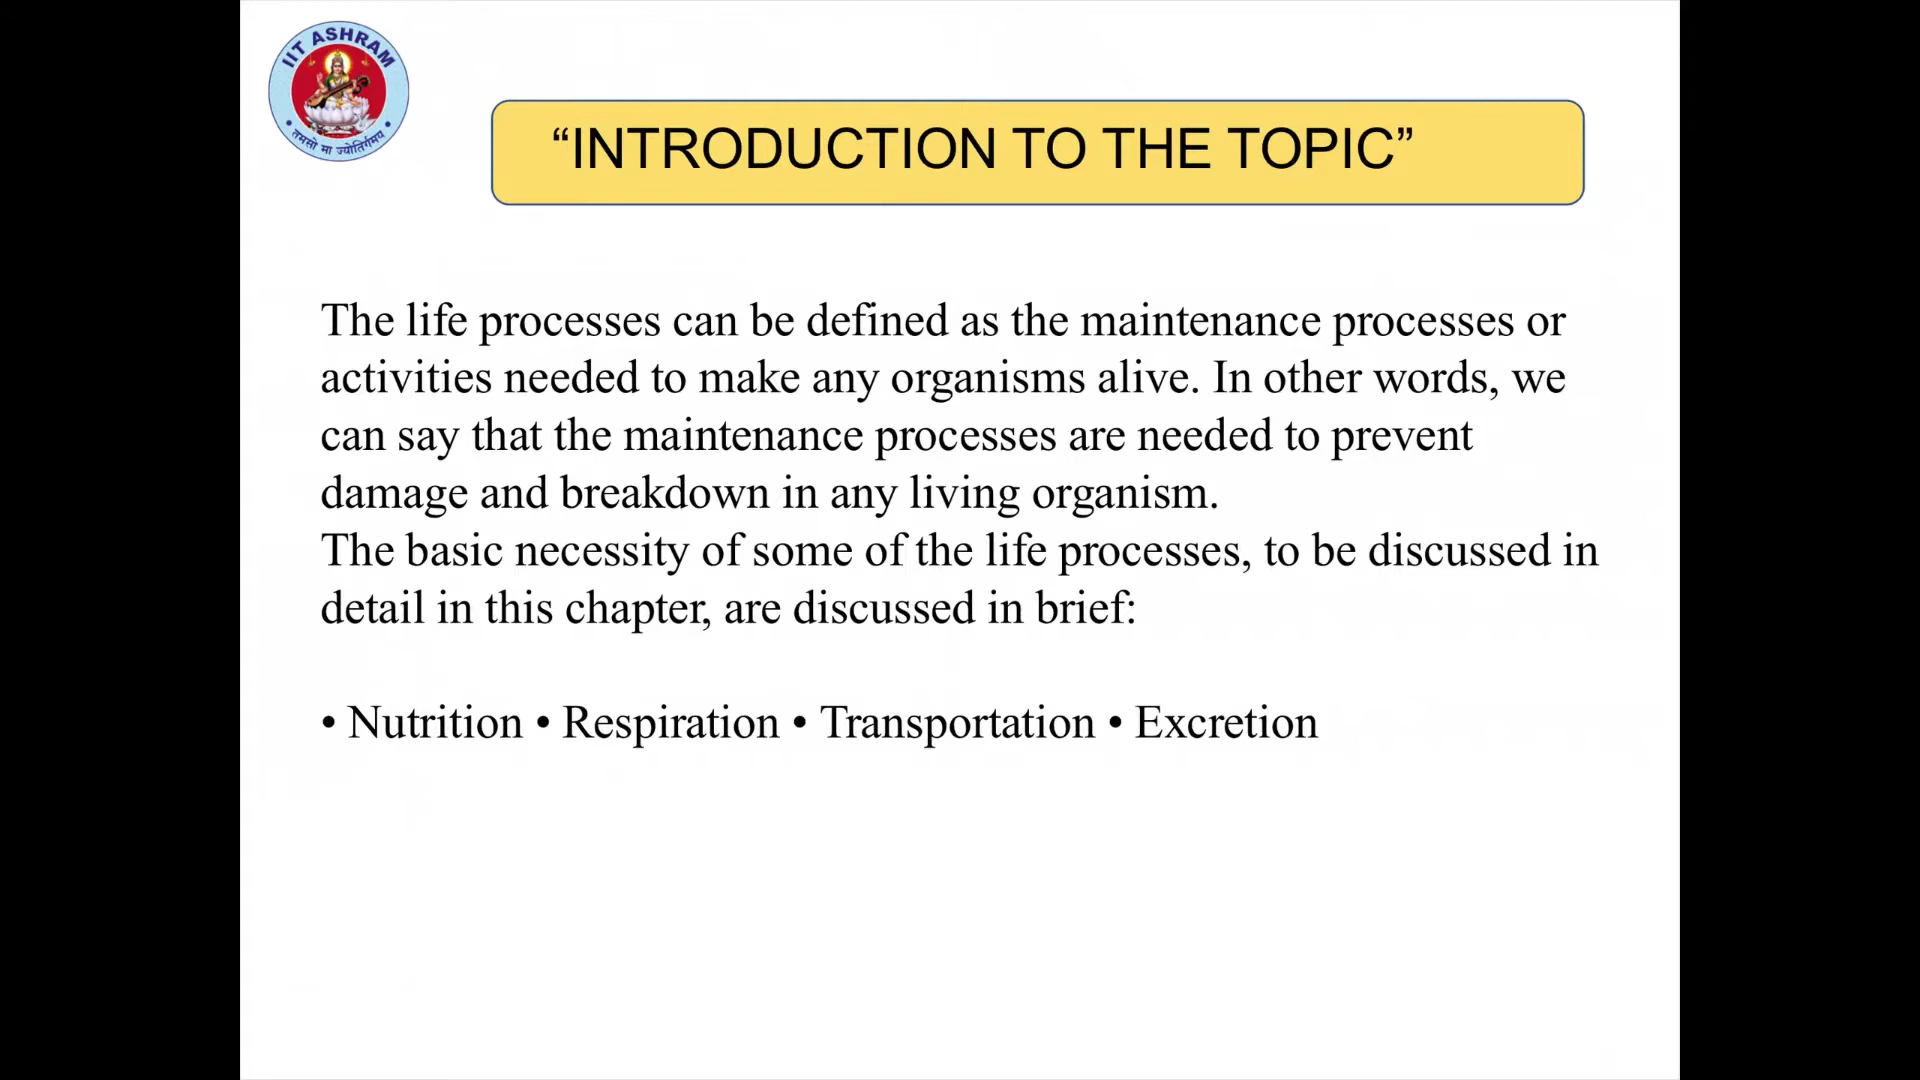 IIT ASHRAM
तमसो मा ज्योतिर्गमय
“INTRODUCTION TO THE TOPIC”
The life processes can be defined as the maintenance processes or
activities needed to make any organisms alive. In other words, we
can say that the maintenance processes are needed to prevent
damage and breakdown in any living organism.
The basic necessity of some of the life processes, to be discussed in
detail in this chapter, are discussed in brief:
• Nutrition • Respiration • Transportation • Excretion